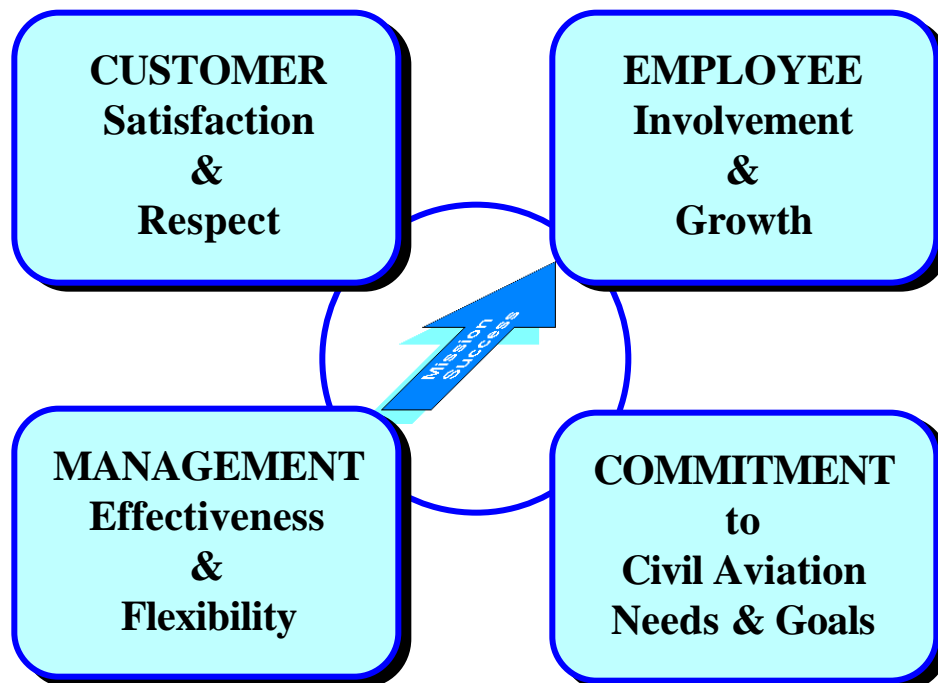 CUSTOMER
Satisfaction
&
Respect
EMPLOYEE
Involvement
&
Growth
Mission
Success
MANAGEMENT
Effectiveness
&
Flexibility
COMMITMENT
to
Civil Aviation
Needs & Goals